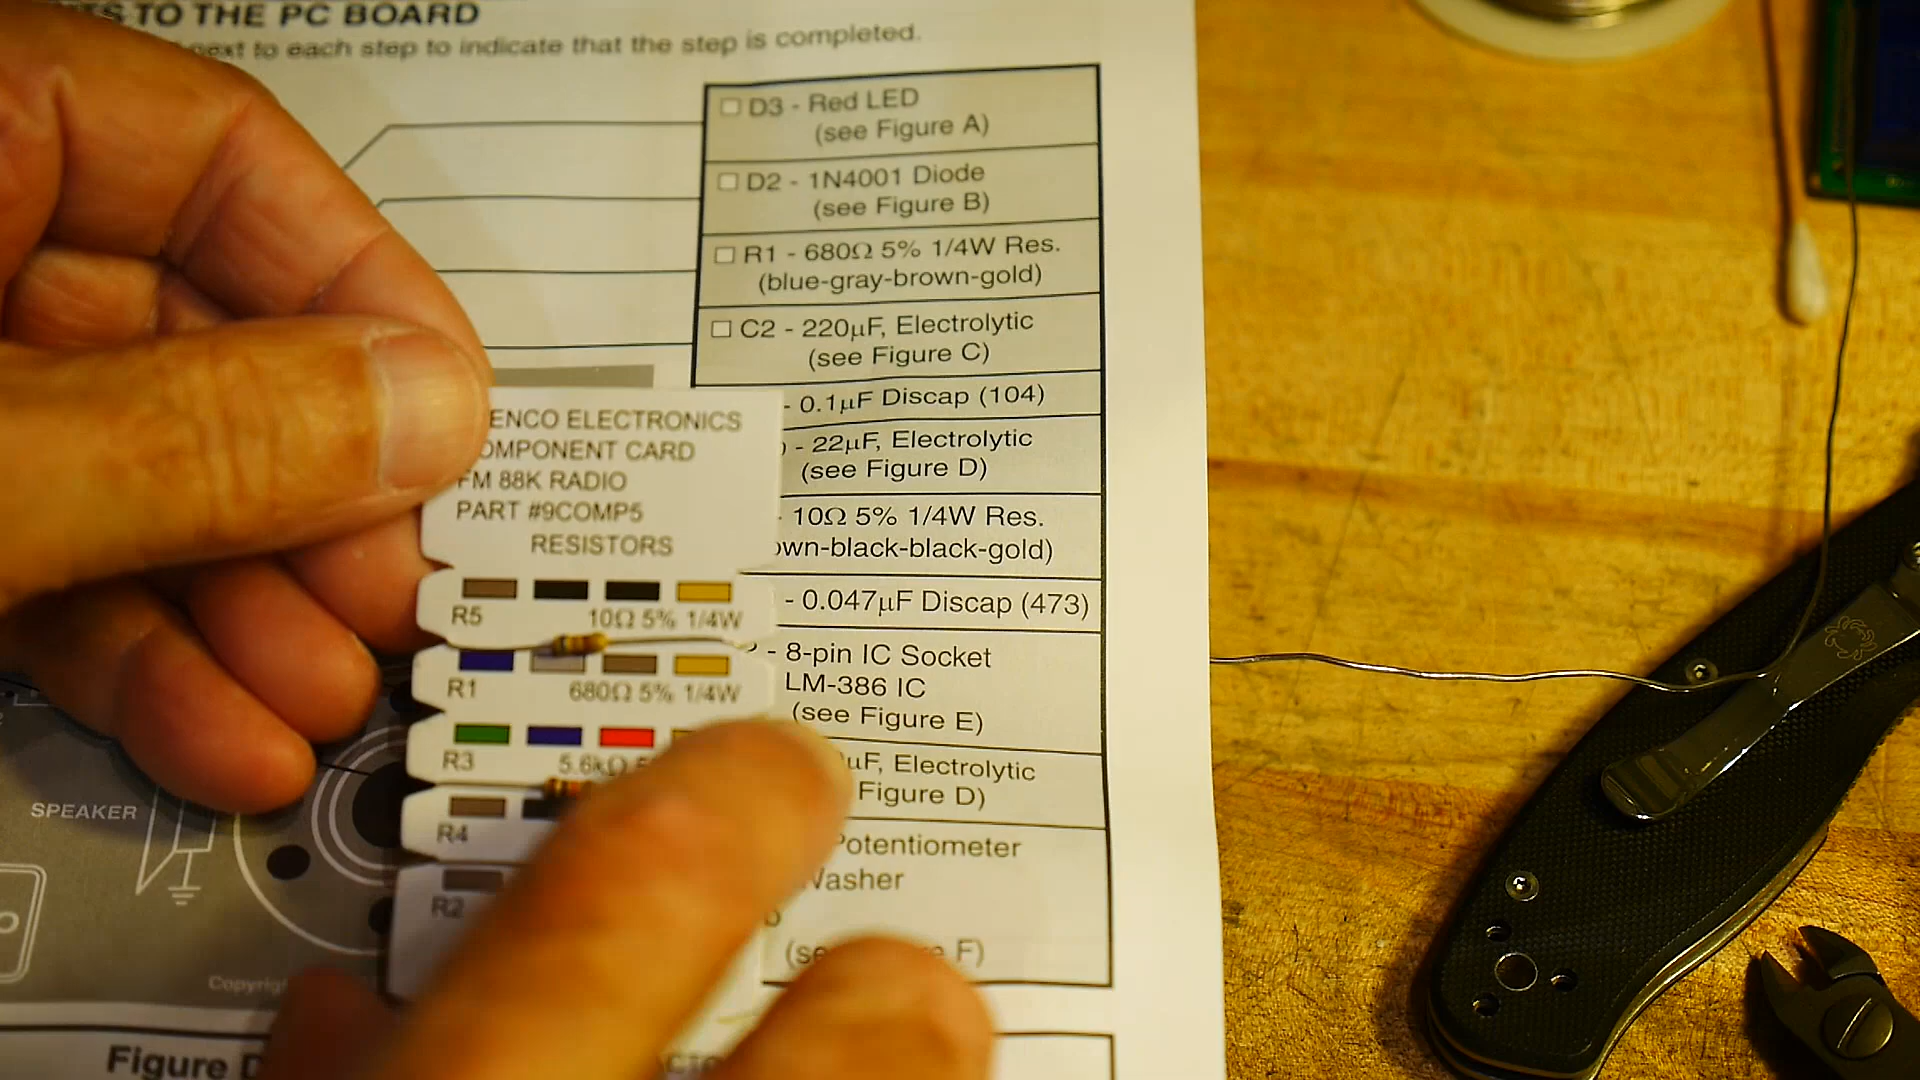 TO THE PC BOARD
next to each step to indicate that the step is completed.
D3 - Red LED
(see Figure A)
D2 - 1N4001 Diode
(see Figure B)
R1 - 680Ω 5% 1/4W Res.
(blue-gray-brown-gold)
C2 - 220µF, Electrolytic
(see Figure C)
- 0.1µF Discap (104)
- 22µF, Electrolytic
(see Figure D)
- 10Ω 5% 1/4W Res.
own-black-black-gold)
- 0.047µF Discap (473)
- 8-pin IC Socket
LM-386 IC
(see Figure E)
µF, Electrolytic
Figure D)
Potentiometer
Washer
F)
ENCO ELECTRONICS
OMPONENT CARD
FM 88K RADIO
PART #9COMP5
RESISTORS
R5 10Ω 5% 1/4W
R1 680Ω 5% 1/4W
R3 5.6kΩ
R4
R2
SPEAKER
Figure D